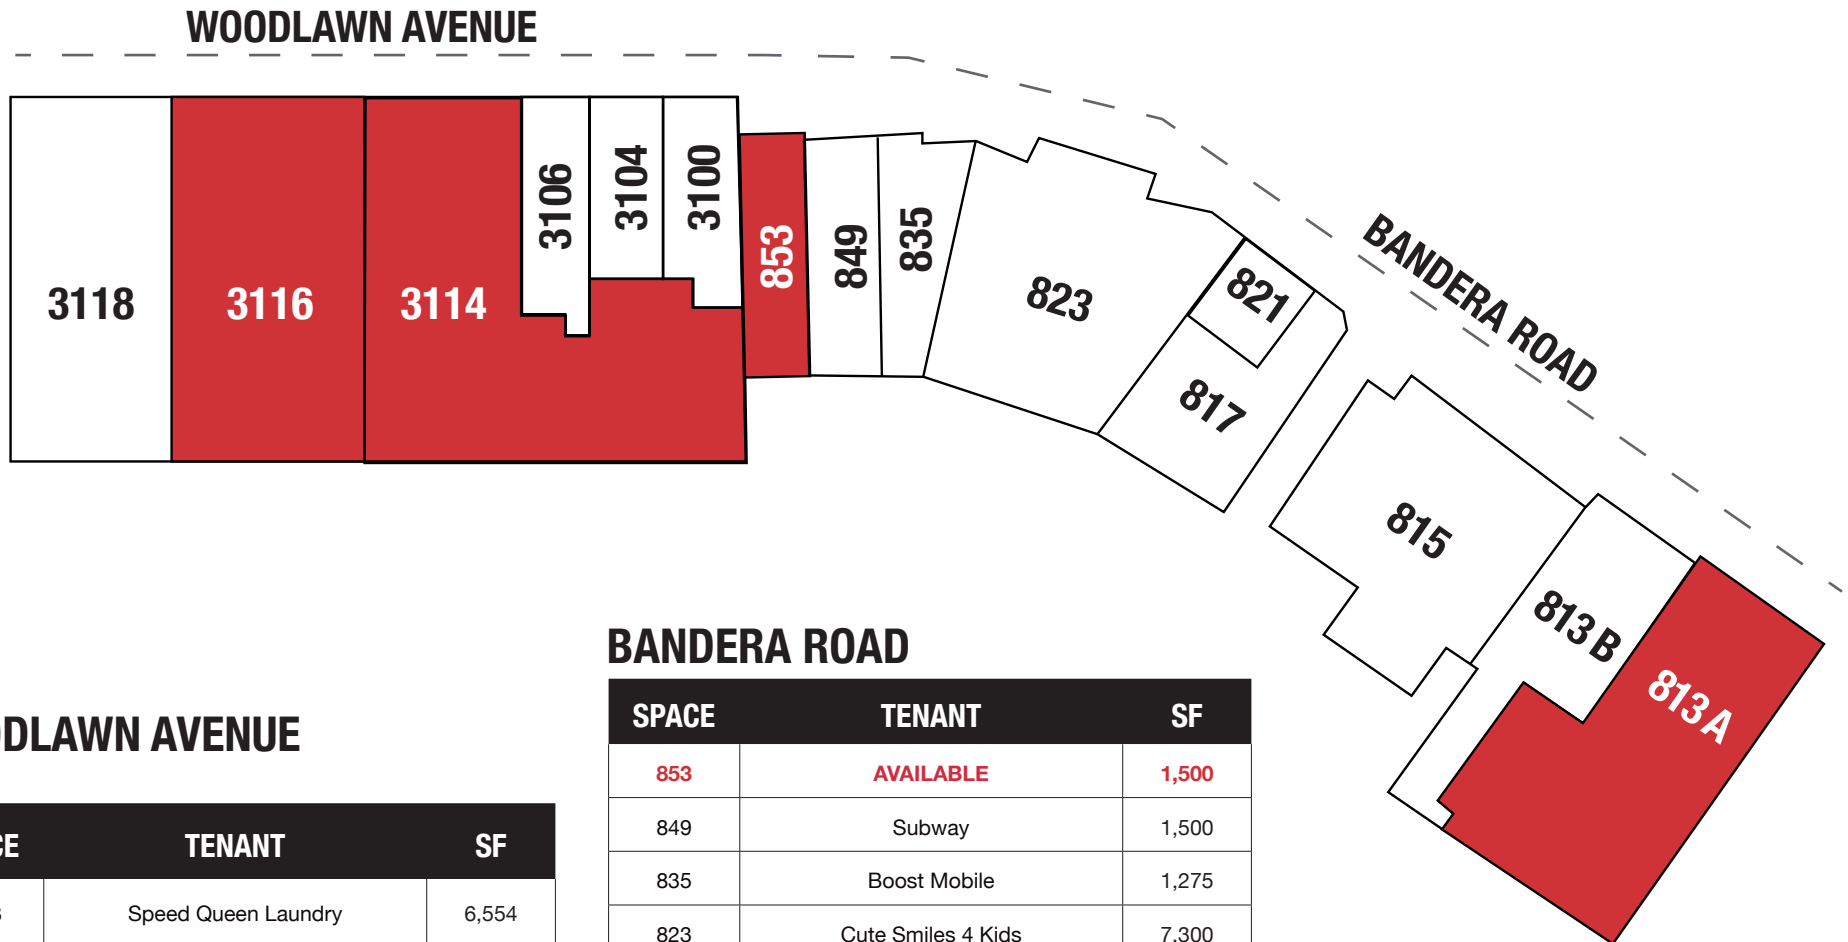 WOODLAWN AVENUE
BANDERA ROAD
3118
3116
3114
3106
3104
3100
853
849
835
823
821
817
815
813 B
813 A
BANDERA ROAD
SPACE TENANT SF
853 AVAILABLE 1,500
849 Subway 1,500
835 Boost Mobile 1,275
823 Cute Smiles 4 Kids 7,300
DLAWN AVENUE
CE TENANT SF
Speed Queen Laundry 6,554